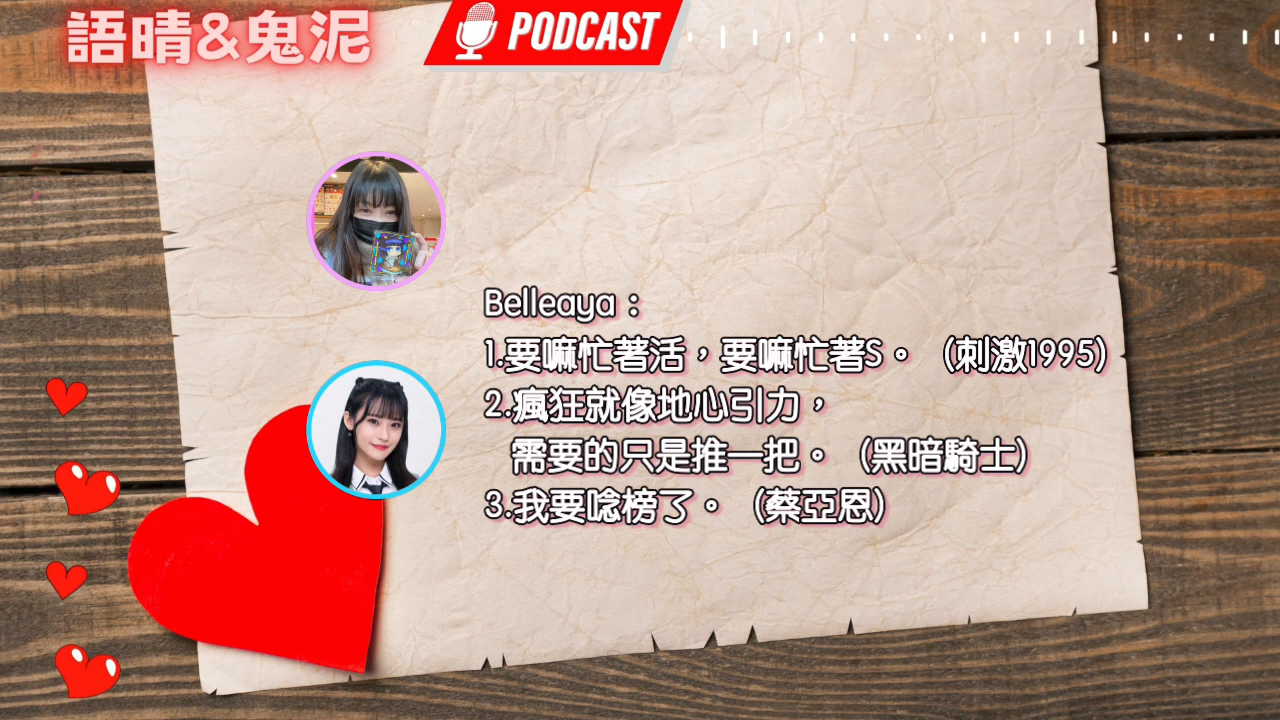 語晴&鬼泥
PODCAST
Belleaya：
1.要嘛忙著活，要嘛忙著S。（刺激1995）
2.瘋狂就像地心引力，
需要的只是推一把。（黑暗騎士）
3.我要唸榜了。（蔡亞恩）